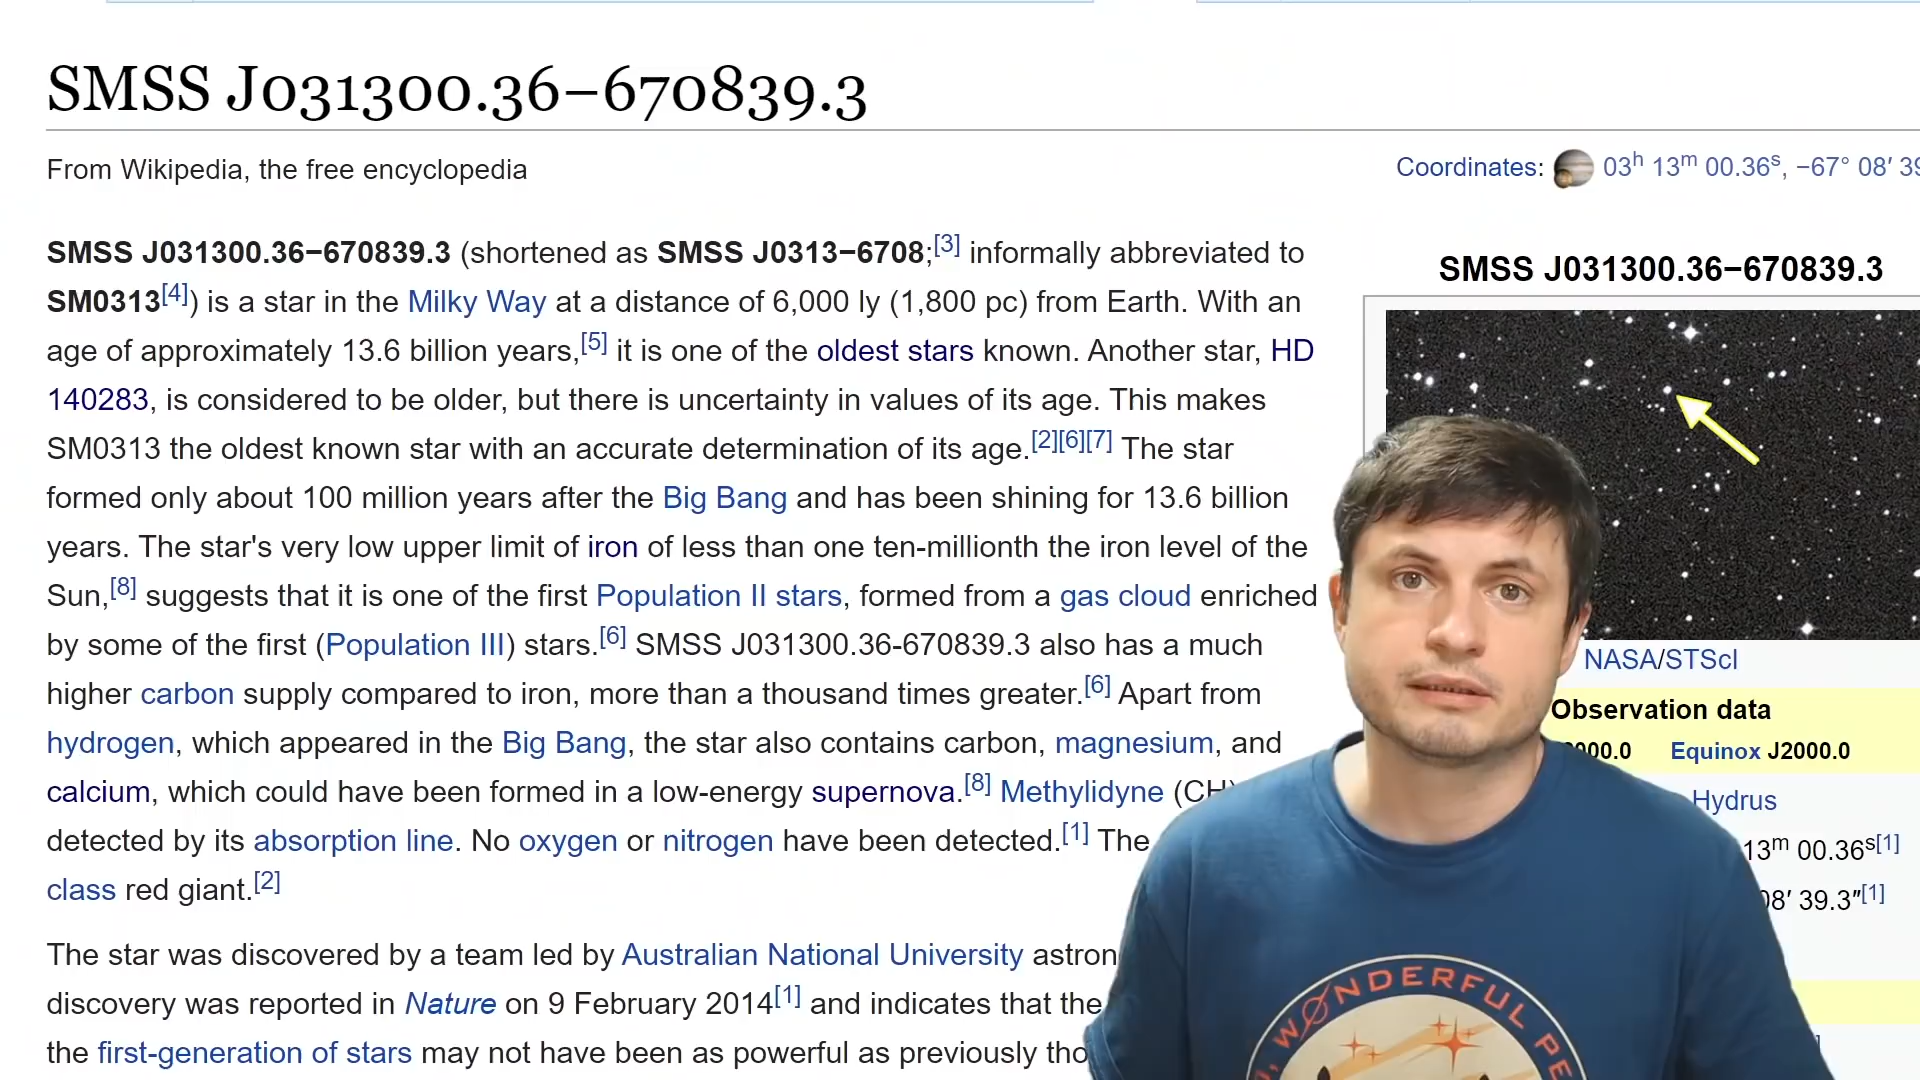 SMSS J031300.36−670839.3
From Wikipedia, the free encyclopedia
Coordinates: 03h 13m 00.36s, −67° 08′ 39
SMSS J031300.36−670839.3 (shortened as SMSS J0313−6708;[3] informally abbreviated to
SM0313[4]) is a star in the Milky Way at a distance of 6,000 ly (1,800 pc) from Earth. With an
age of approximately 13.6 billion years,[5] it is one of the oldest stars known. Another star, HD
140283, is considered to be older, but there is uncertainty in values of its age. This makes
SM0313 the oldest known star with an accurate determination of its age.[2][6][7] The star
formed only about 100 million years after the Big Bang and has been shining for 13.6 billion
years. The star's very low upper limit of iron of less than one ten-millionth the iron level of the
Sun,[8] suggests that it is one of the first Population II stars, formed from a gas cloud enriched
by some of the first (Population III) stars.[6] SMSS J031300.36-670839.3 also has a much
higher carbon supply compared to iron, more than a thousand times greater.[6] Apart from
hydrogen, which appeared in the Big Bang, the star also contains carbon, magnesium, and
calcium, which could have been formed in a low-energy supernova.[8] Methylidyne (CH)
detected by its absorption line. No oxygen or nitrogen have been detected.[1] The
class red giant.[2]
The star was discovered by a team led by Australian National University astron
discovery was reported in Nature on 9 February 2014[1] and indicates that the
the first-generation of stars may not have been as powerful as previously tho
SMSS J031300.36−670839.3
NASA/STScI
Observation data
000.0 Equinox J2000.0
Hydrus
13m 00.36s[1]
08′ 39.3″[1]
WØNDERFUL PE